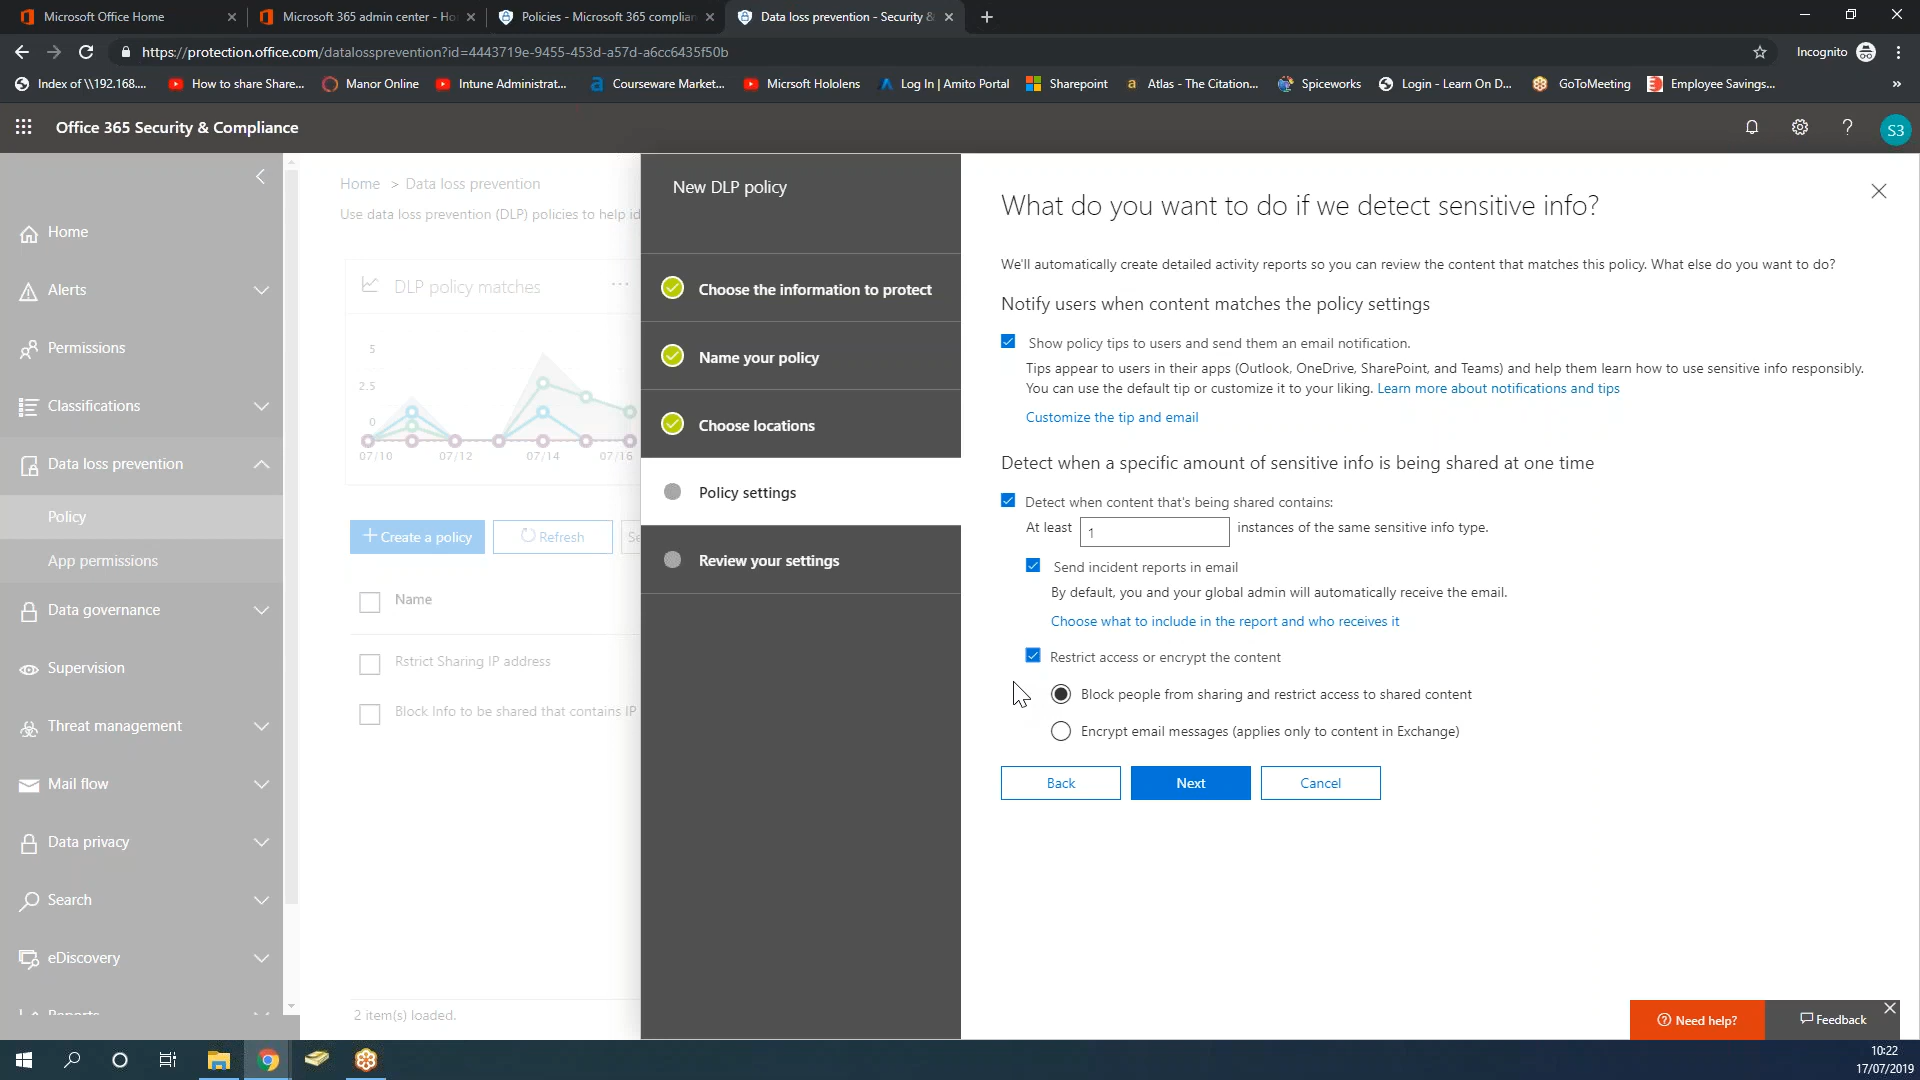 Microsoft Office Home
Microsoft 365 admin center - Ho
Policies - Microsoft 365 complian
Data loss prevention - Security &
https://protection.office.com/datalossprevention?id=4443719e-9455-453d-a57d-a6cc6435f50b
Incognito
Index of \\192.168....
How to share Share...
Manor Online
Intune Administrat...
Courseware Market...
Microsft Hololens
Log In | Amito Portal
Sharepoint
Atlas - The Citation...
Spiceworks
Login - Learn On D...
GoToMeeting
Employee Savings...
»
Office 365 Security & Compliance
?
S3
Home
Alerts
Permissions
Classifications
Data loss prevention
Policy
App permissions
Data governance
Supervision
Threat management
Mail flow
Data privacy
Search
eDiscovery
Reports
Home > Data loss prevention
Use data loss prevention (DLP) policies to help id
DLP policy matches
...
5
2.5
0
07/10 07/12 07/14 07/16
+ Create a policy
Refresh
Se
Name
Rstrict Sharing IP address
Block Info to be shared that contains IP
2 item(s) loaded.
New DLP policy
Choose the information to protect
Name your policy
Choose locations
Policy settings
Review your settings
What do you want to do if we detect sensitive info?
We'll automatically create detailed activity reports so you can review the content that matches this policy. What else do you want to do?
Notify users when content matches the policy settings
Show policy tips to users and send them an email notification.
Tips appear to users in their apps (Outlook, OneDrive, SharePoint, and Teams) and help them learn how to use sensitive info responsibly.
You can use the default tip or customize it to your liking. Learn more about notifications and tips
Customize the tip and email
Detect when a specific amount of sensitive info is being shared at one time
Detect when content that's being shared contains:
At least 1 instances of the same sensitive info type.
Send incident reports in email
By default, you and your global admin will automatically receive the email.
Choose what to include in the report and who receives it
Restrict access or encrypt the content
Block people from sharing and restrict access to shared content
Encrypt email messages (applies only to content in Exchange)
Back
Next
Cancel
Need help?
Feedback
10:22
17/07/2019